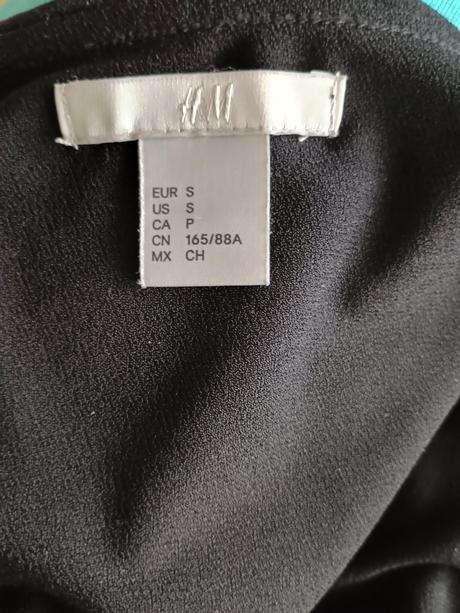 H&M
EUR S
US S
CA P
CN 165/88A
MX CH